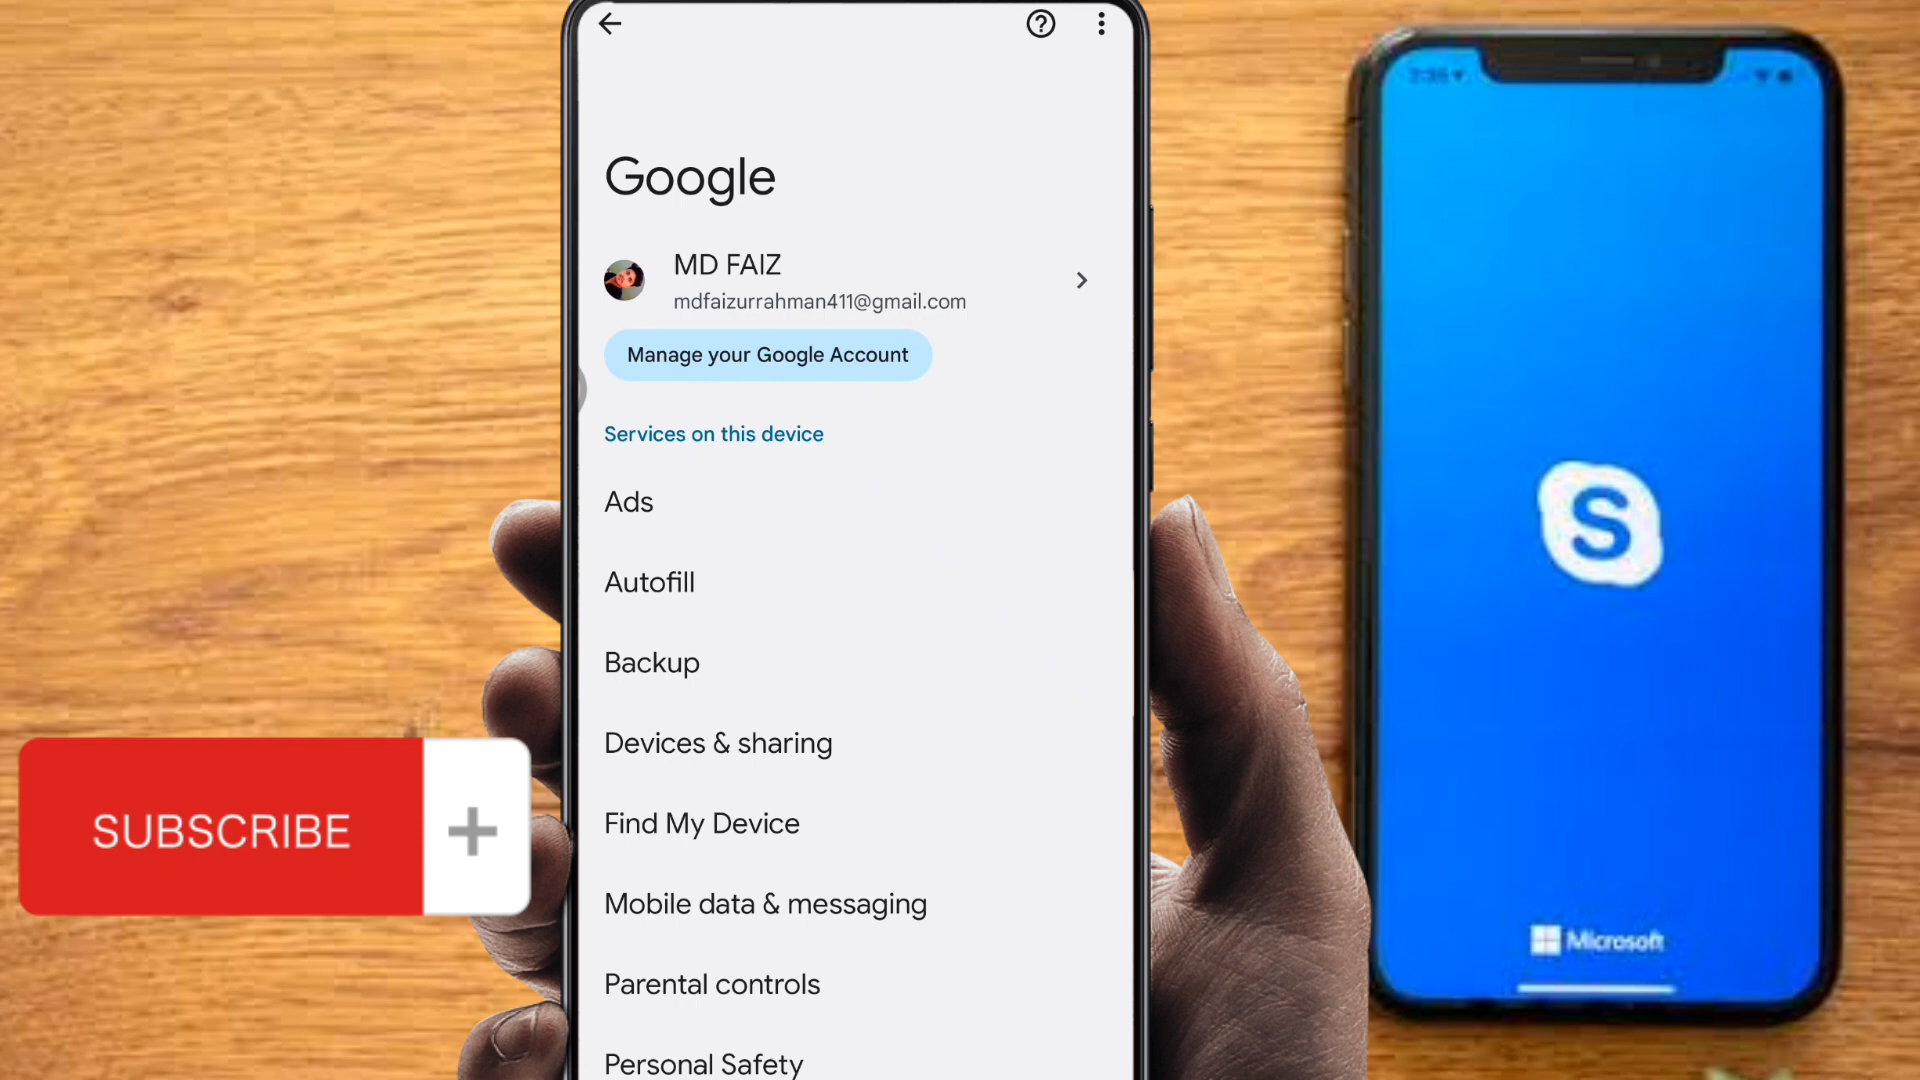 Google
MD FAIZ
mdfaizurrahman411@gmail.com
Manage your Google Account
Services on this device
Ads
Autofill
Backup
Devices & sharing
Find My Device
Mobile data & messaging
Parental controls
Personal Safety
SUBSCRIBE
S
Microsoft